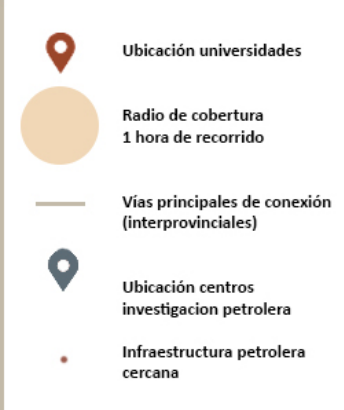 Ubicación universidades
Radio de cobertura
1 hora de recorrido
Vías principales de conexión
(interprovinciales)
Ubicación centros
investigacion petrolera
Infraestructura petrolera
cercana